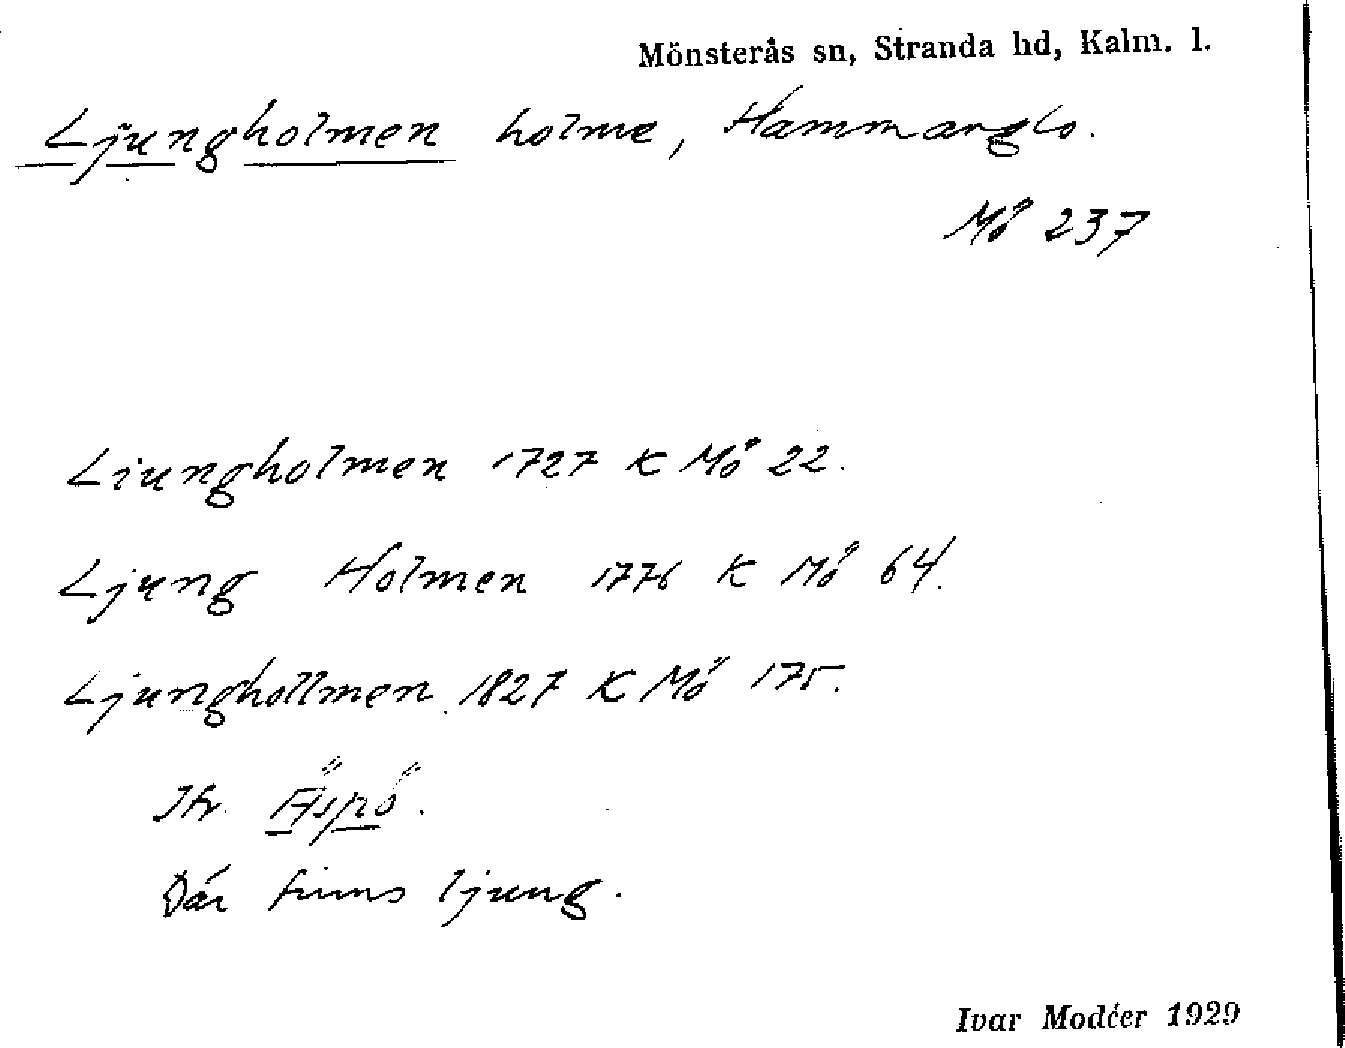 Mönsterås sn, Stranda hd, Kalm. l.
Ljungholmen holme, Hammarglo.
Mö 237
Liungholmen 1727 K Mö 22.
Ljung Holmen 1776 K Mö 64.
Ljunghollmen 1827 K Mö 175.
Jfr. Äspö.
Där finns ljung.
Ivar Modéer 1929